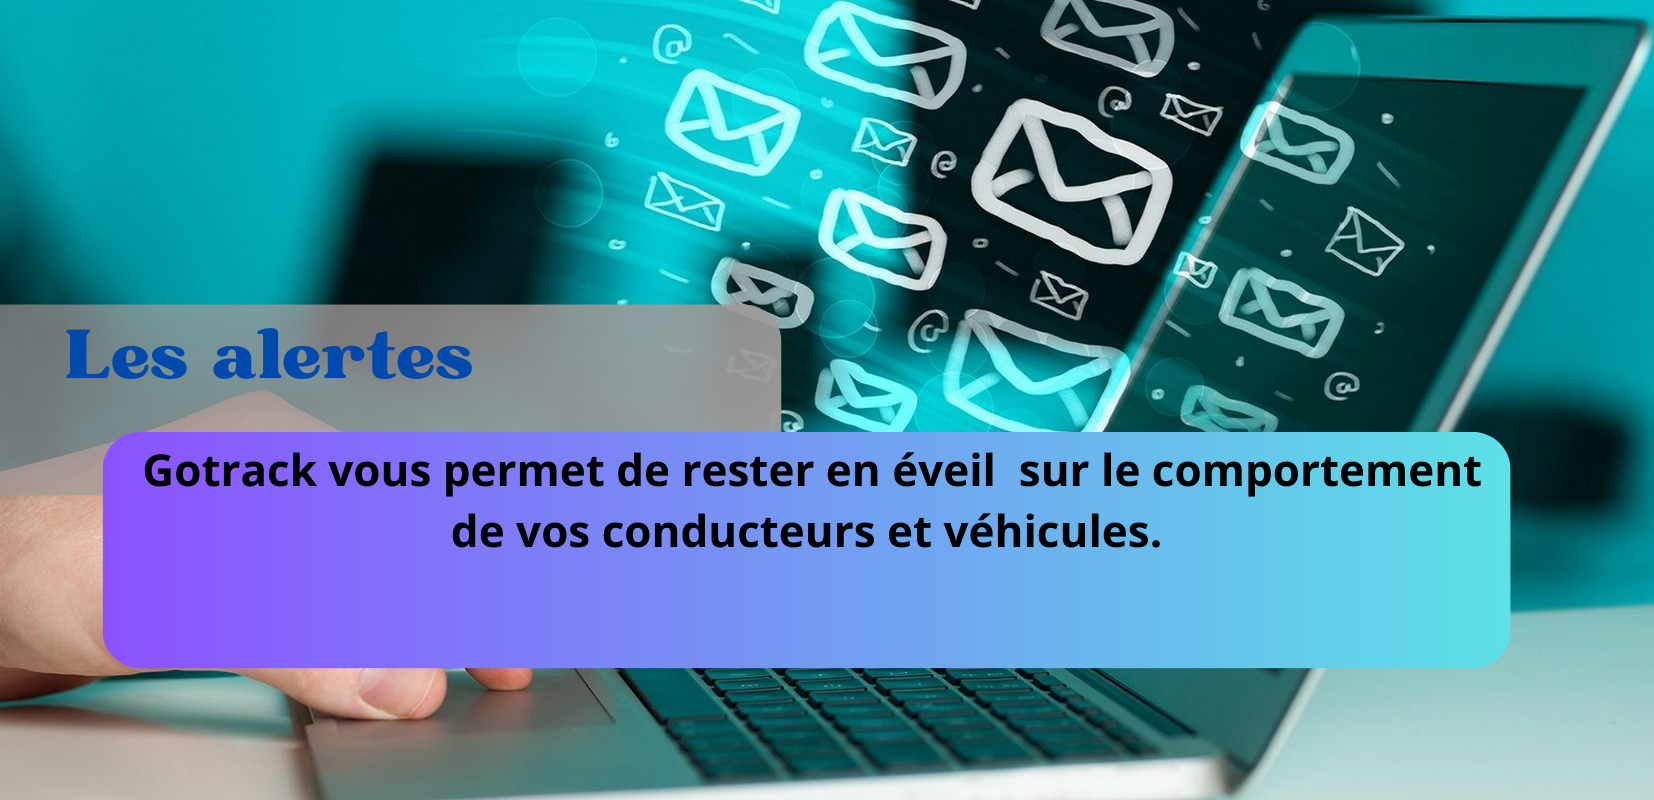 Les alertes
Gotrack vous permet de rester en éveil  sur le comportement
de vos conducteurs et véhicules.